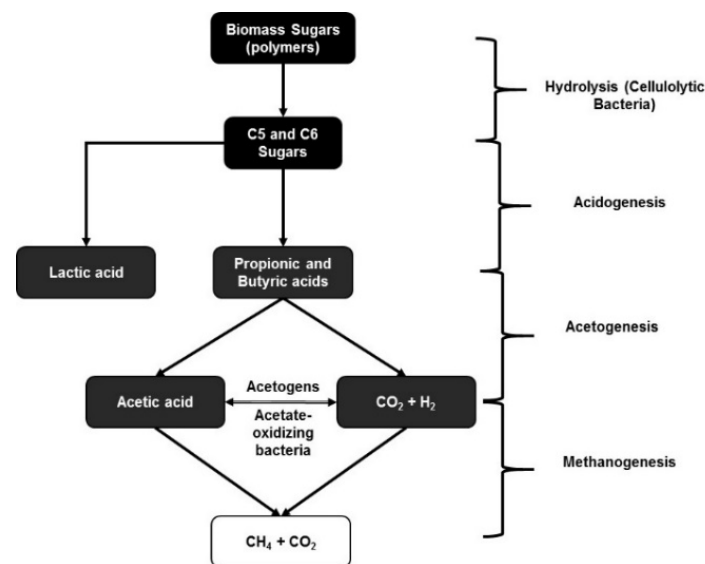 Biomass Sugars
(polymers)
Hydrolysis (Cellulolytic
Bacteria)
C5 and C6
Sugars
Acidogenesis
Lactic acid
Propionic and
Butyric acids
Acetogenesis
Acetic acid
Acetogens
Acetate-
oxidizing
bacteria
CO₂ + H₂
Methanogenesis
CH₄ + CO₂